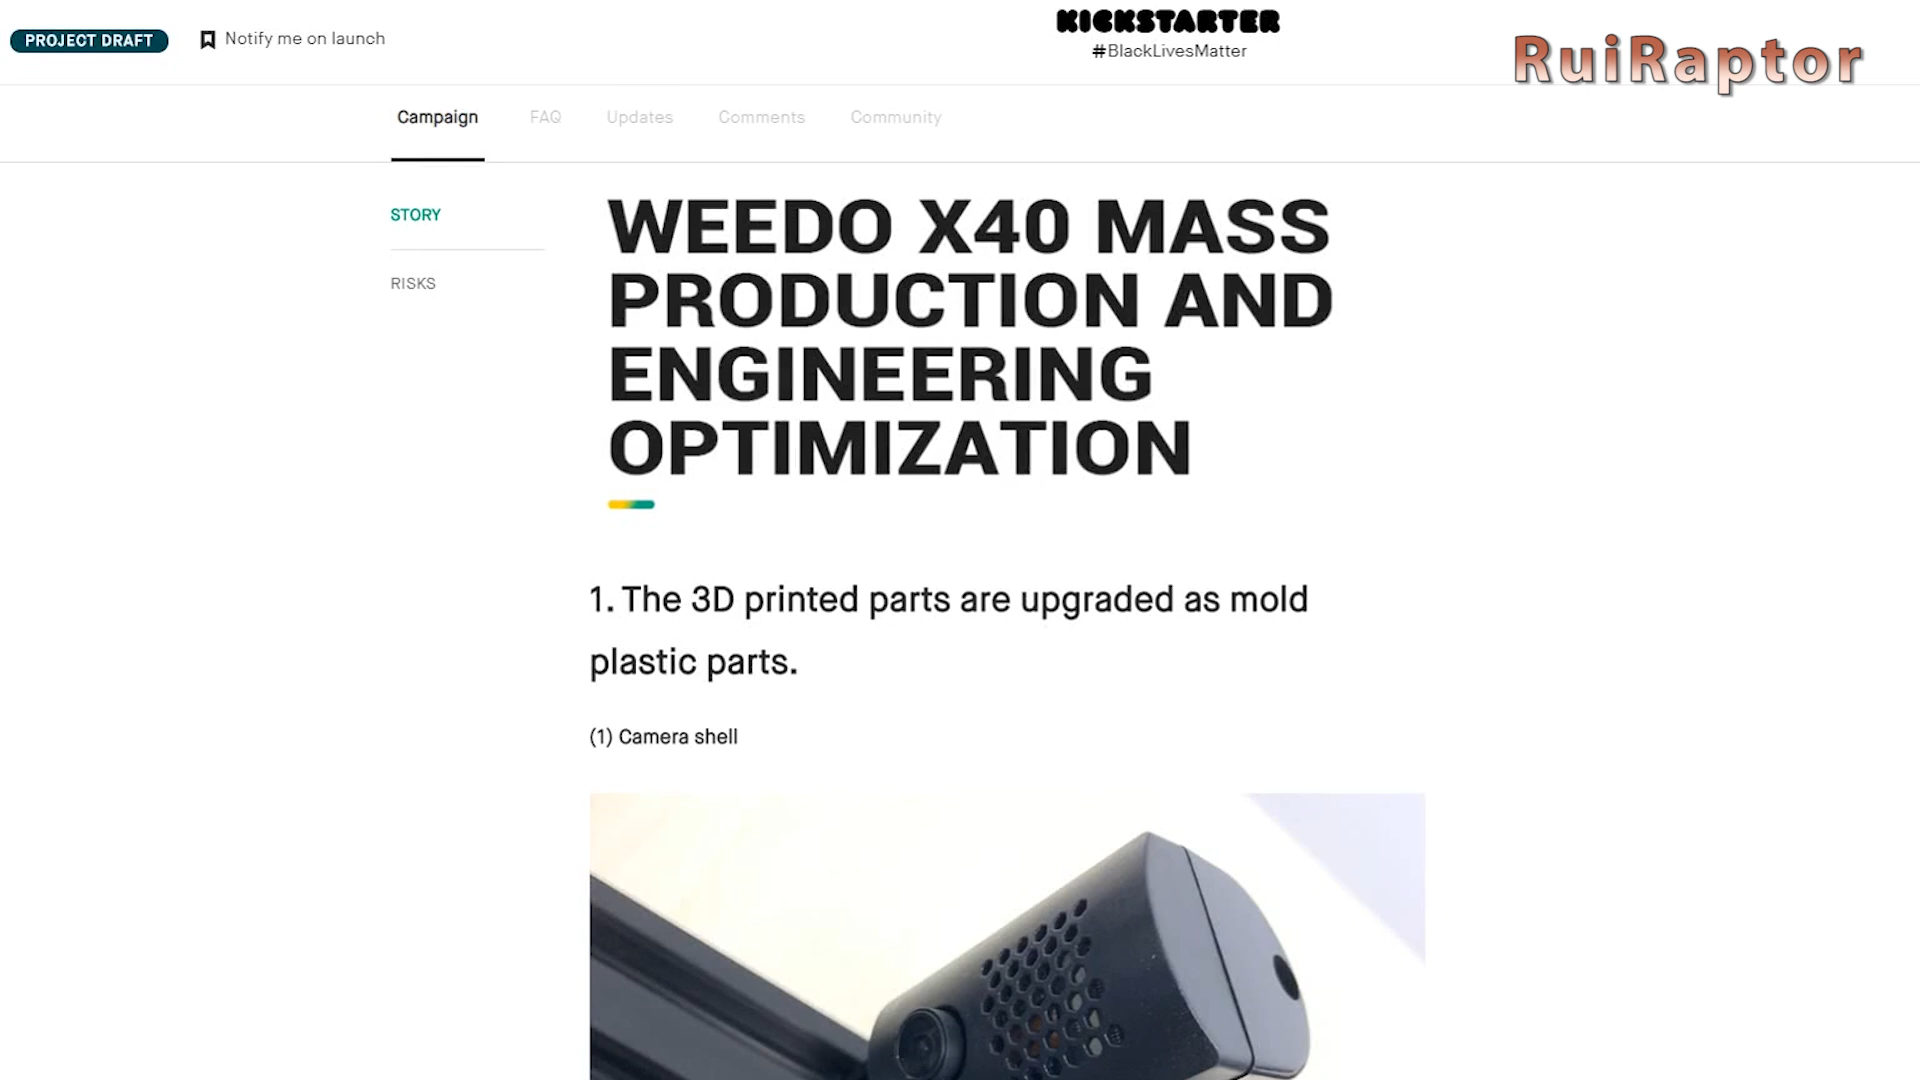 PROJECT DRAFT
Notify me on launch
KICKSTARTER
#BlackLivesMatter
RuiRaptor
Campaign
FAQ
Updates
Comments
Community
STORY
RISKS
WEEDO X40 MASS
PRODUCTION AND
ENGINEERING
OPTIMIZATION
1. The 3D printed parts are upgraded as mold
plastic parts.
(1) Camera shell